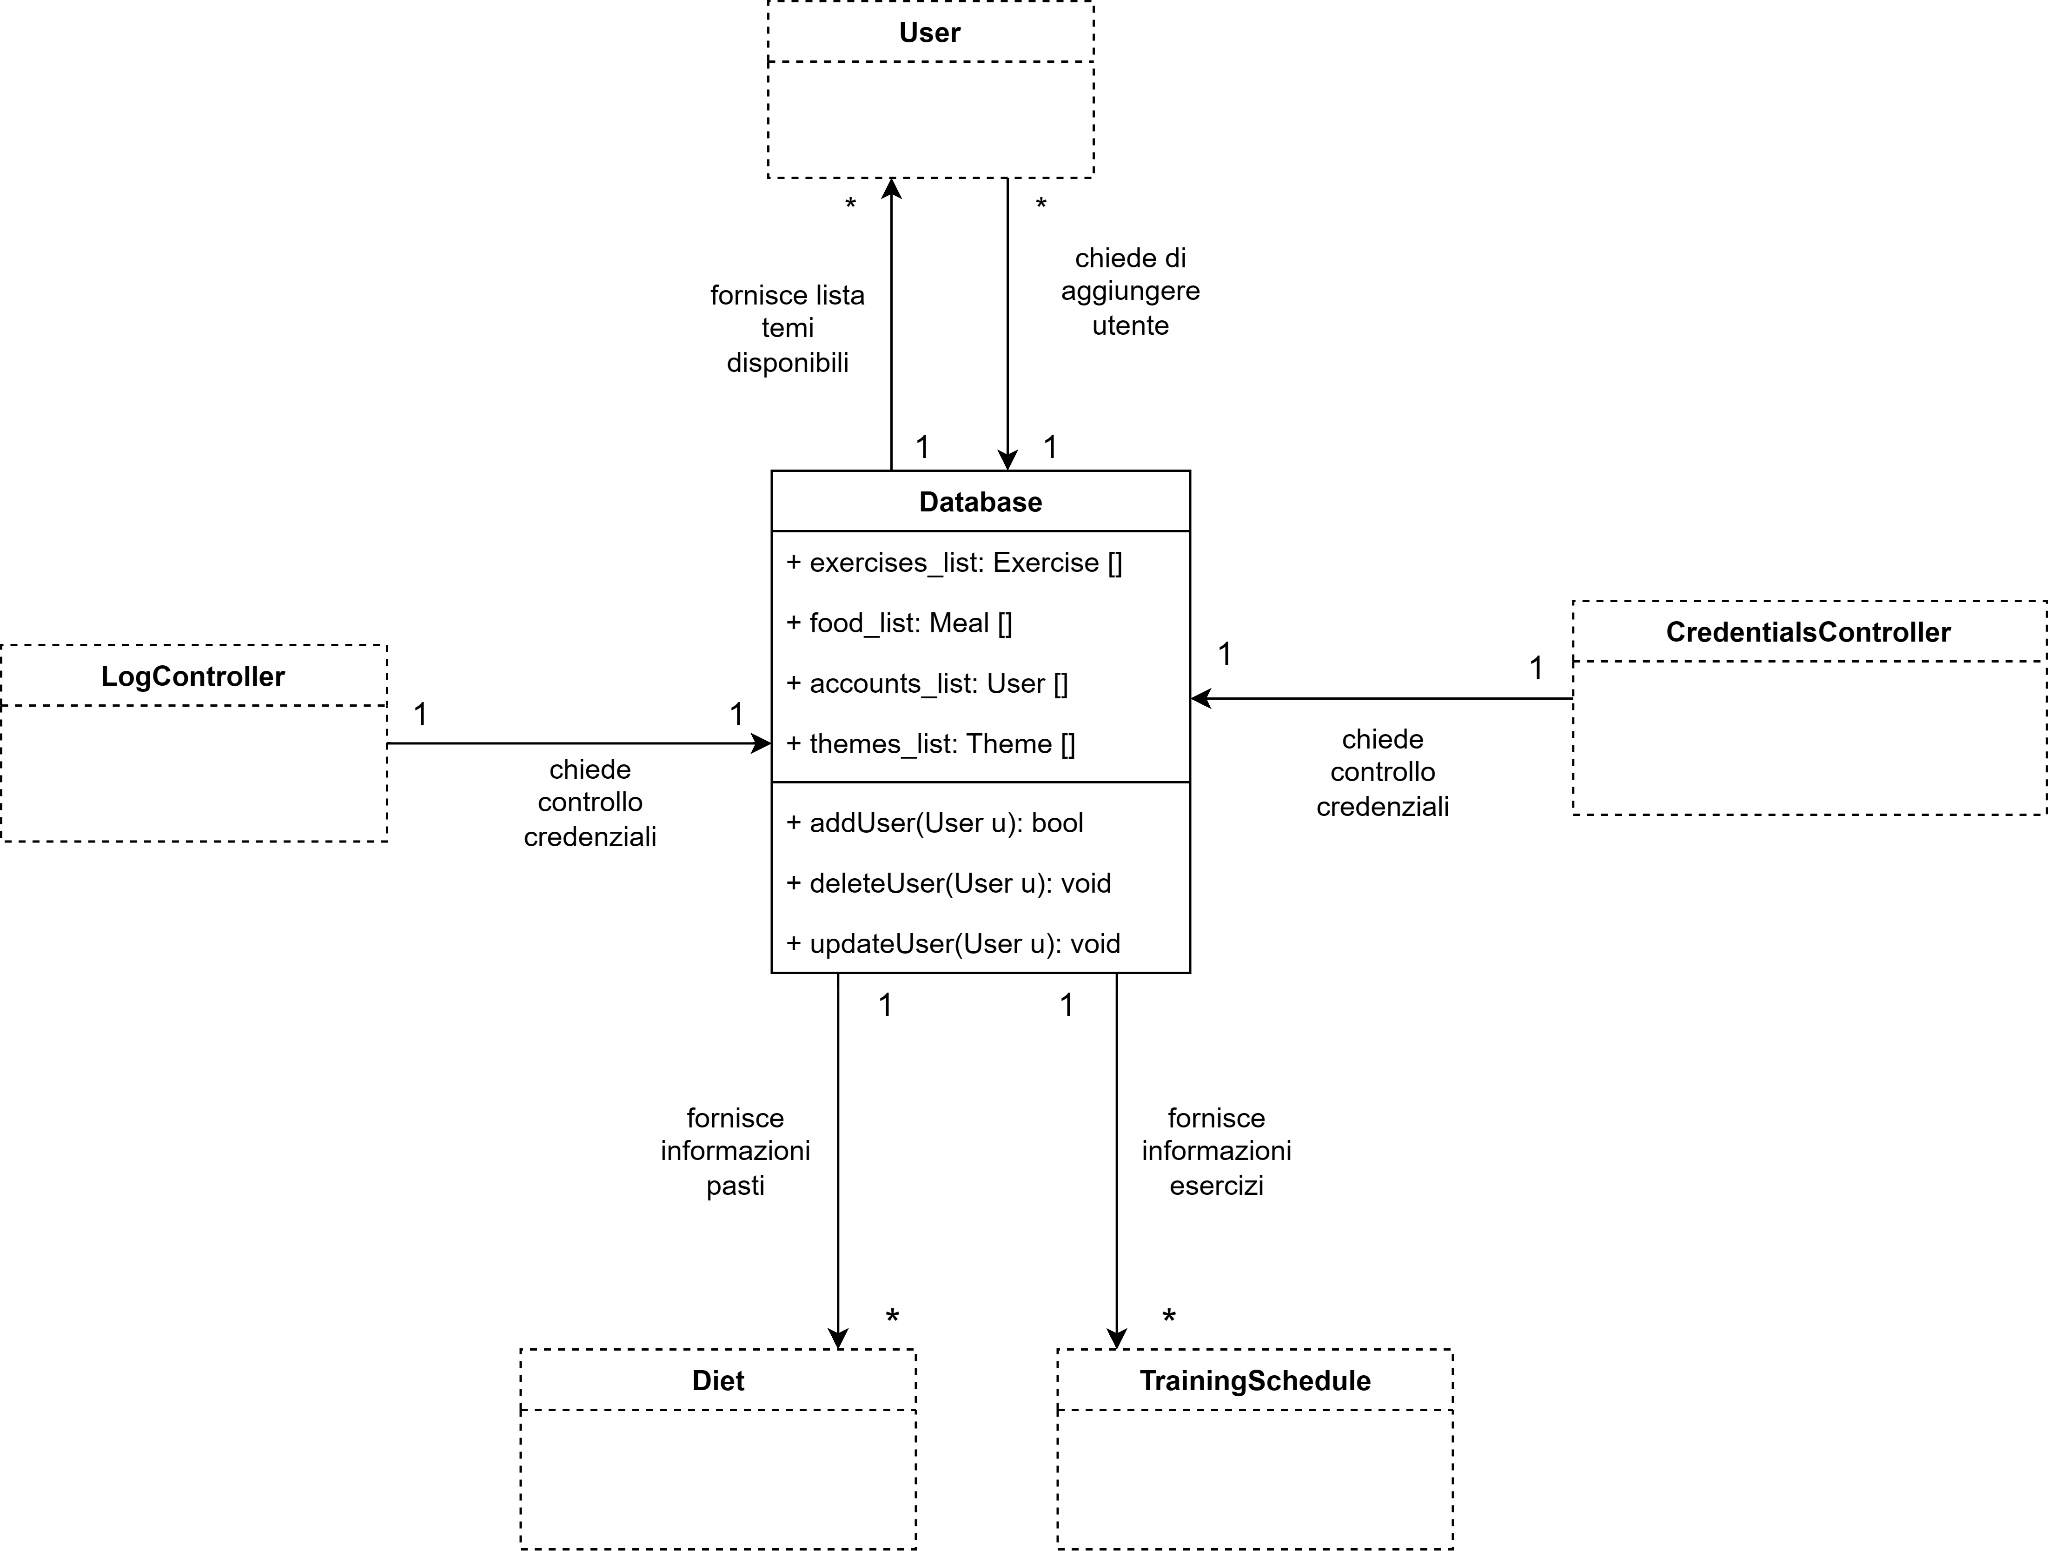 User
*
*
chiede di
aggiungere
utente
fornisce lista
temi
disponibili
1
1
Database
+ exercises_list: Exercise []
+ food_list: Meal []
+ accounts_list: User []
+ themes_list: Theme []
+ addUser(User u): bool
+ deleteUser(User u): void
+ updateUser(User u): void
LogController
1
1
chiede
controllo
credenziali
CredentialsController
1
1
chiede
controllo
credenziali
1
1
fornisce
informazioni
pasti
fornisce
informazioni
esercizi
*
*
Diet
TrainingSchedule